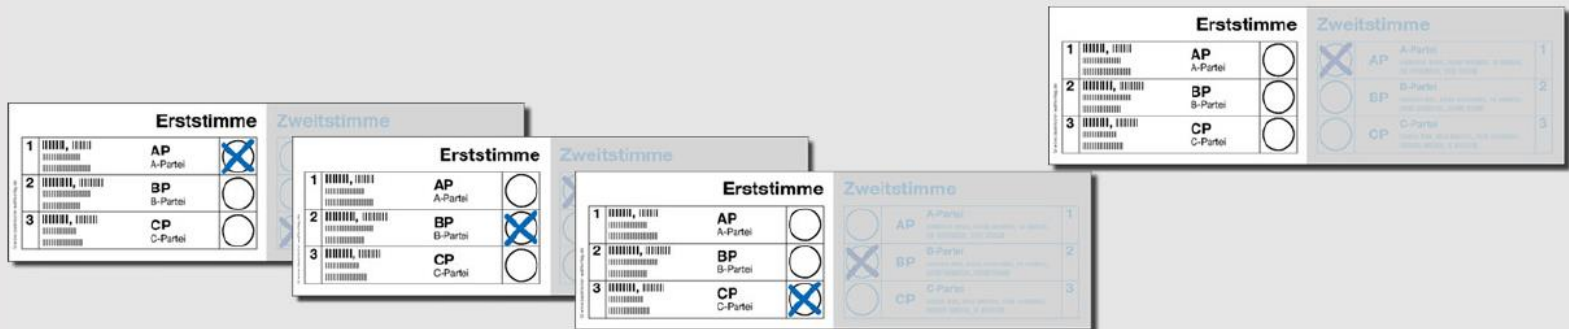 Erststimme Zweitstimme
1 AP
A-Partei
2 BP
B-Partei
3 CP
C-Partei
Erststimme Zweitstimme
1 AP
A-Partei
2 BP
B-Partei
3 CP
C-Partei
Erststimme Zweitstimme
1 AP
A-Partei
AP A-Partei 1
2 BP
B-Partei
BP B-Partei 2
3 CP
C-Partei
CP C-Partei 3
Erststimme Zweitstimme
1 AP
A-Partei
AP A-Partei 1
2 BP
B-Partei
BP B-Partei 2
3 CP
C-Partei
CP C-Partei 3